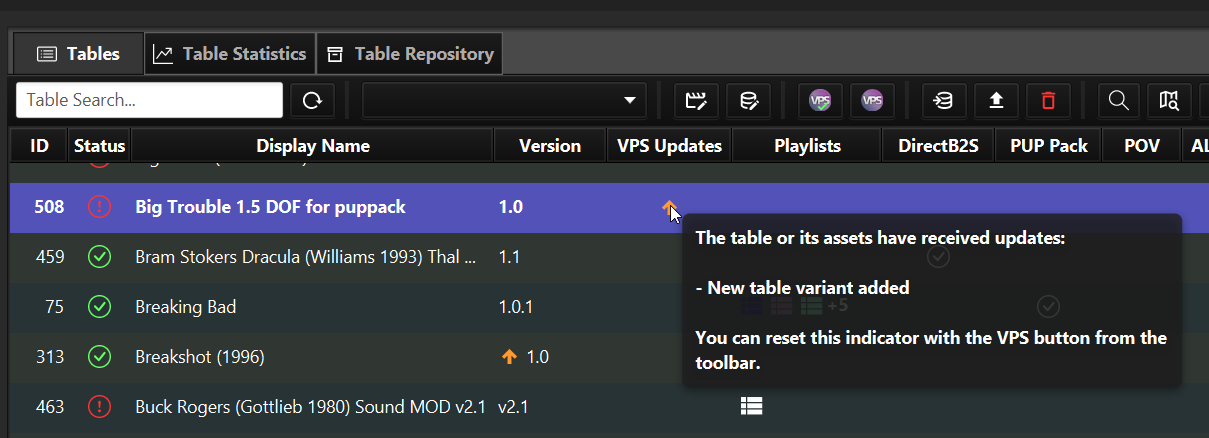 Tables Table Statistics Table Repository
Table Search... VPS VPS
ID Status Display Name Version VPS Updates Playlists DirectB2S PUP Pack POV
508 Big Trouble 1.5 DOF for puppack 1.0
The table or its assets have received updates:
459 Bram Stokers Dracula (Williams 1993) Thal ... 1.1
- New table variant added
75 Breaking Bad 1.0.1 +5
You can reset this indicator with the VPS button from the
313 Breakshot (1996) 1.0
toolbar.
463 Buck Rogers (Gottlieb 1980) Sound MOD v2.1 v2.1